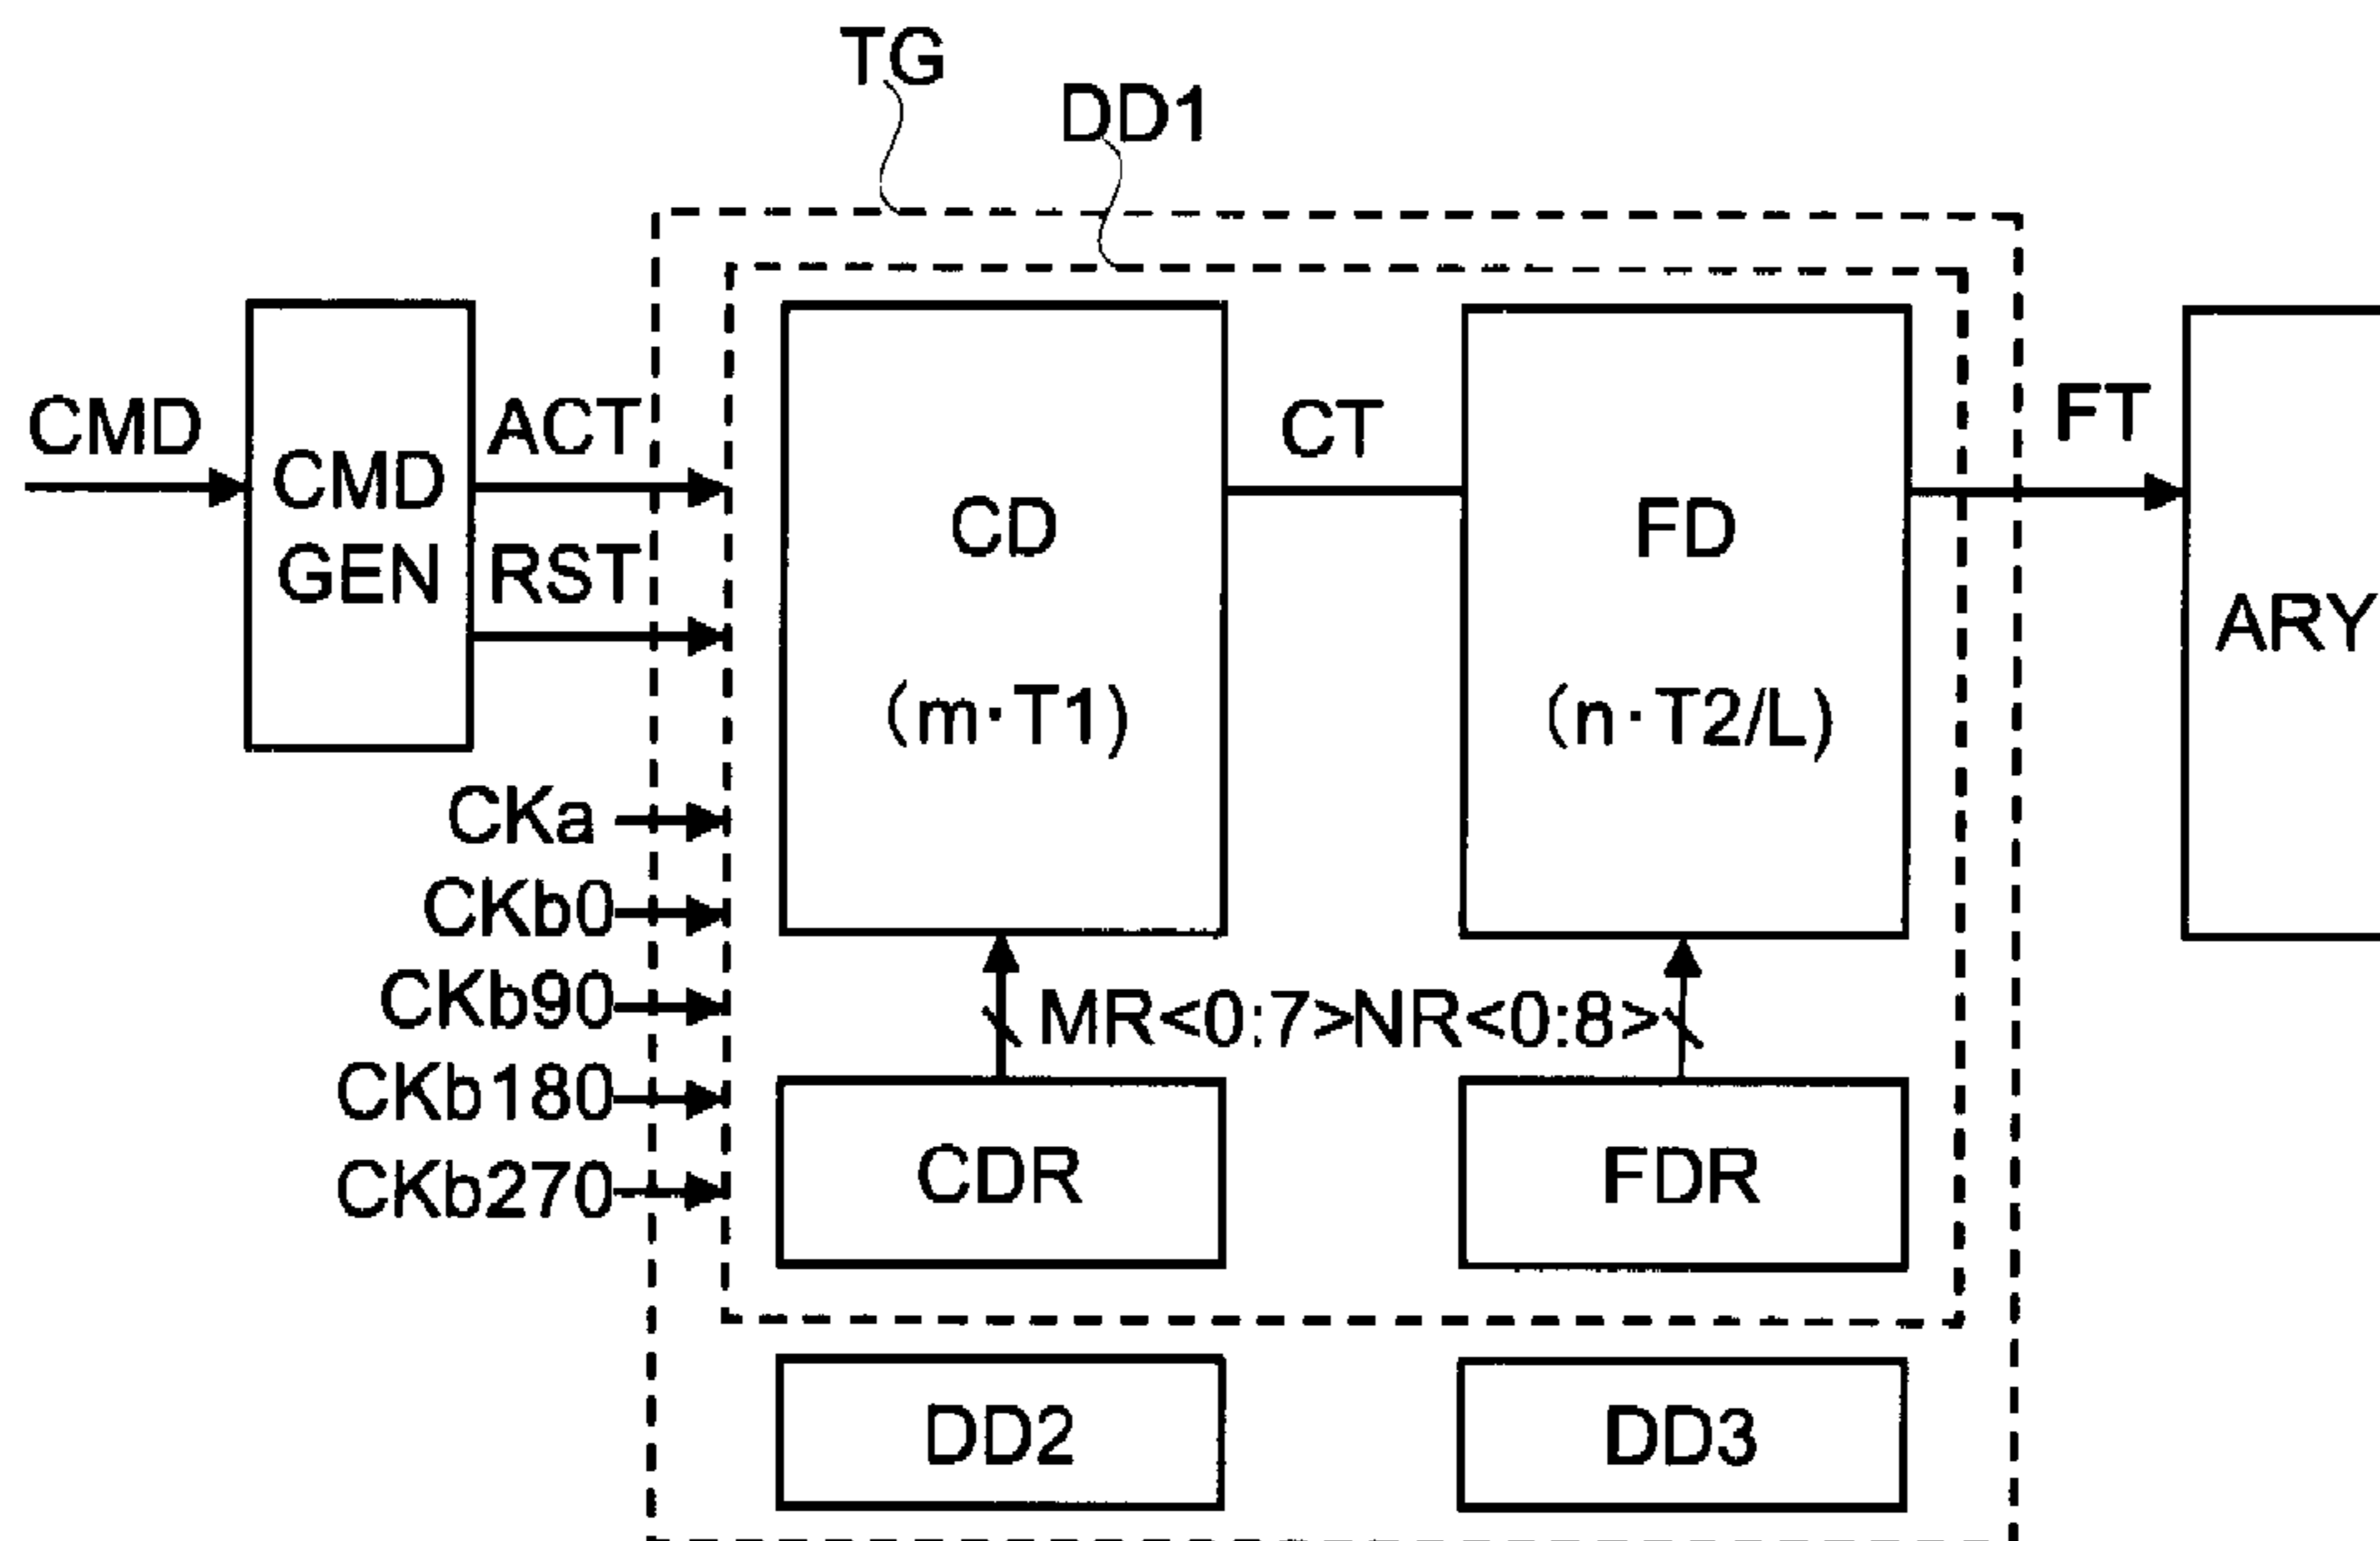 TG
DD1
CMD
CMD
GEN
ACT
RST
CD
(m·T1)
CT
FD
(n·T2/L)
FT
ARY
CKa
CKb0
CKb90
CKb180
CKb270
MR<0:7>
NR<0:8>
CDR
FDR
DD2
DD3